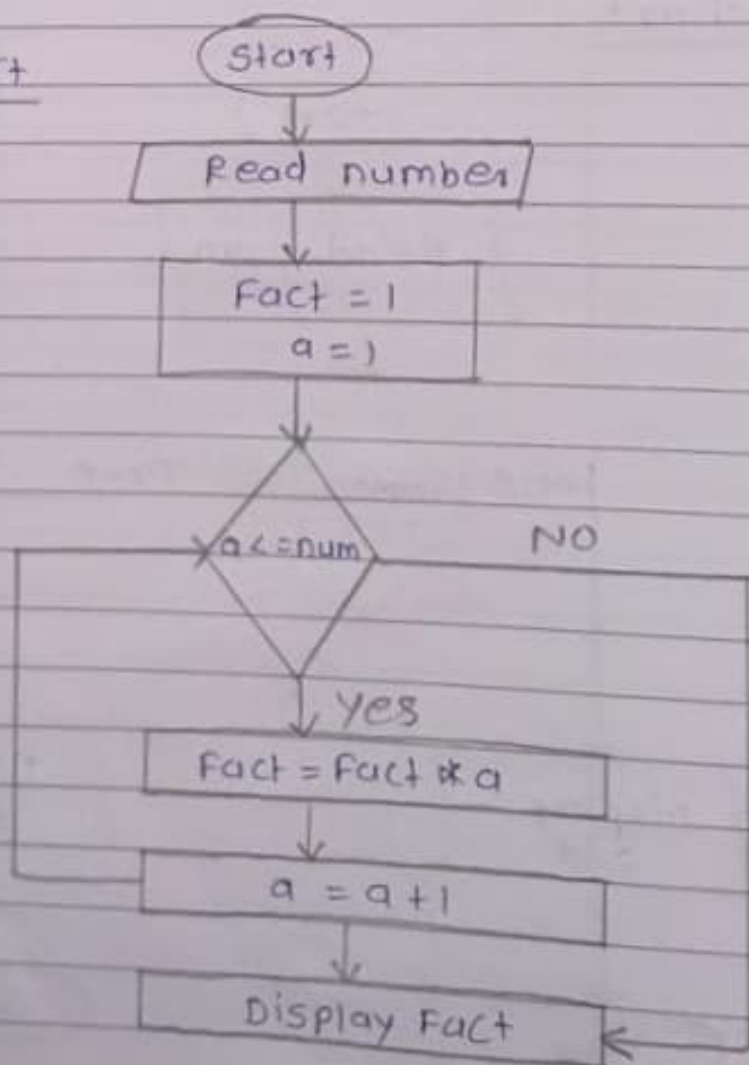 Start
Read number
Fact = 1
a = 1
a <= num
NO
Yes
Fact = Fact * a
a = a + 1
Display Fact